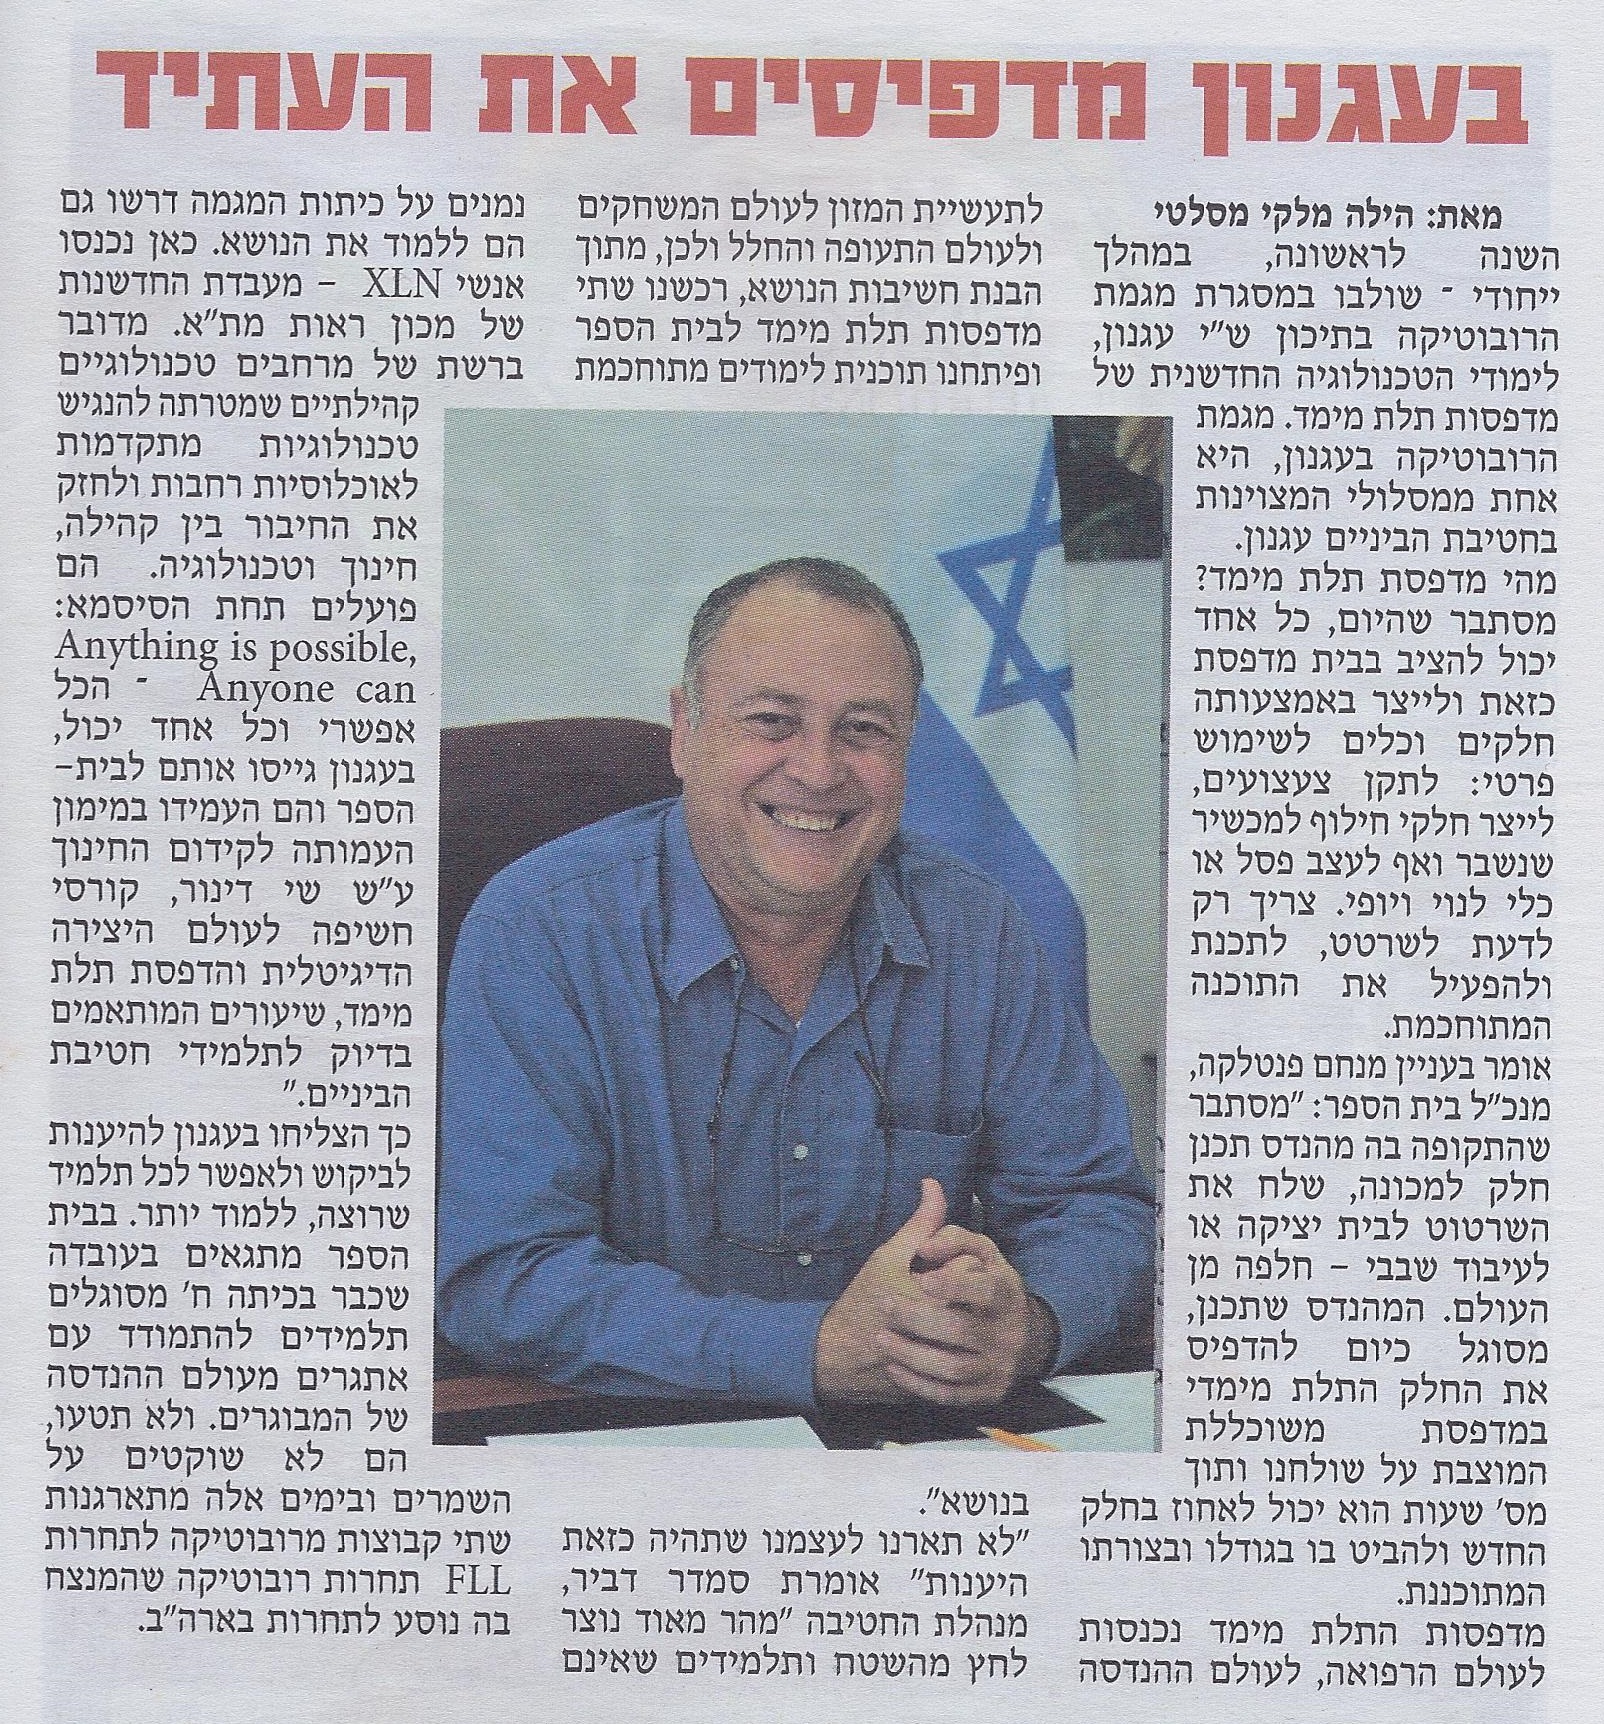 בעגנון מדפיסים את העתיד
מאת: הילה מלקי מסלטי
השנה לראשונה, במהלך
ייחודי - שולבו במסגרת מגמת
הרובוטיקה בתיכון ש"י עגנון,
לימודי הטכנולוגיה החדשנית של
מדפסות תלת מימד. מגמת
הרובוטיקה בעגנון, היא
אחת ממסלולי המצוינות
בחטיבת הביניים עגנון.
מהי מדפסת תלת מימד?
מסתבר שהיום, כל אחד
יכול להציב בבית מדפסת
כזאת ולייצר באמצעותה
חלקים וכלים לשימוש
פרטי: לתקן צעצועים,
לייצר חלקי חילוף למכשיר
שנשבר ואף לעצב פסל או
כלי לנוי ויופי. צריך רק
לדעת לשרטט, לתכנת
ולהפעיל את התוכנה
המתוחכמת.
אומר בעניין מנחם פנטלקה,
מנכ"ל בית הספר: "מסתבר
שהתקופה בה מהנדס תכנן
חלק למכונה, שלח את
השרטוט לבית יציקה או
לעיבוד שבבי – חלפה מן
העולם. המהנדס שתכנן,
מסוגל כיום להדפיס
את החלק התלת מימדי
במדפסת משוכללת
המוצבת על שולחנו ותוך
מס' שעות הוא יכול לאחוז בחלק
החדש ולהביט בו בגודלו ובצורתו
המתוכננת.
מדפסות התלת מימד נכנסות
לעולם הרפואה, לעולם ההנדסה
לתעשיית המזון לעולם המשחקים
ולעולם התעופה והחלל ולכן, מתוך
הבנת חשיבות הנושא, רכשנו שתי
מדפסות תלת מימד לבית הספר
ופיתחנו תוכנית לימודים מתוחכמת
בנושא".
"לא תארנו לעצמנו שתהיה כזאת
היענות" אומרת סמדר דביר,
מנהלת החטיבה "מהר מאוד נוצר
לחץ מהשטח ותלמידים שאינם
נמנים על כיתות המגמה דרשו גם
הם ללמוד את הנושא. כאן נכנסו
אנשי XLN – מעבדת החדשנות
של מכון ראות מת"א. מדובר
ברשת של מרחבים טכנולוגיים
קהילתיים שמטרתה להנגיש
טכנולוגיות מתקדמות
לאוכלוסיות רחבות ולחזק
את החיבור בין קהילה,
חינוך וטכנולוגיה. הם
פועלים תחת הסיסמא:
Anything is possible,
Anyone can - הכל
אפשרי וכל אחד יכול,
בעגנון גייסו אותם לבית–
הספר והם העמידו במימון
העמותה לקידום החינוך
ע"ש שי דינור, קורסי
חשיפה לעולם היצירה
הדיגיטלית והדפסת תלת
מימד, שיעורים המותאמים
בדיוק לתלמידי חטיבת
הביניים."
כך הצליחו בעגנון להיענות
לביקוש ולאפשר לכל תלמיד
שרוצה, ללמוד יותר. בבית
הספר מתגאים בעובדה
שכבר בכיתה ח' מסוגלים
תלמידים להתמודד עם
אתגרים מעולם ההנדסה
של המבוגרים. ולא תטעו,
הם לא שוקטים על
השמרים ובימים אלה מתארגנות
שתי קבוצות מרובוטיקה לתחרות
FLL תחרות רובוטיקה שהמנצח
בה נוסע לתחרות בארה"ב.